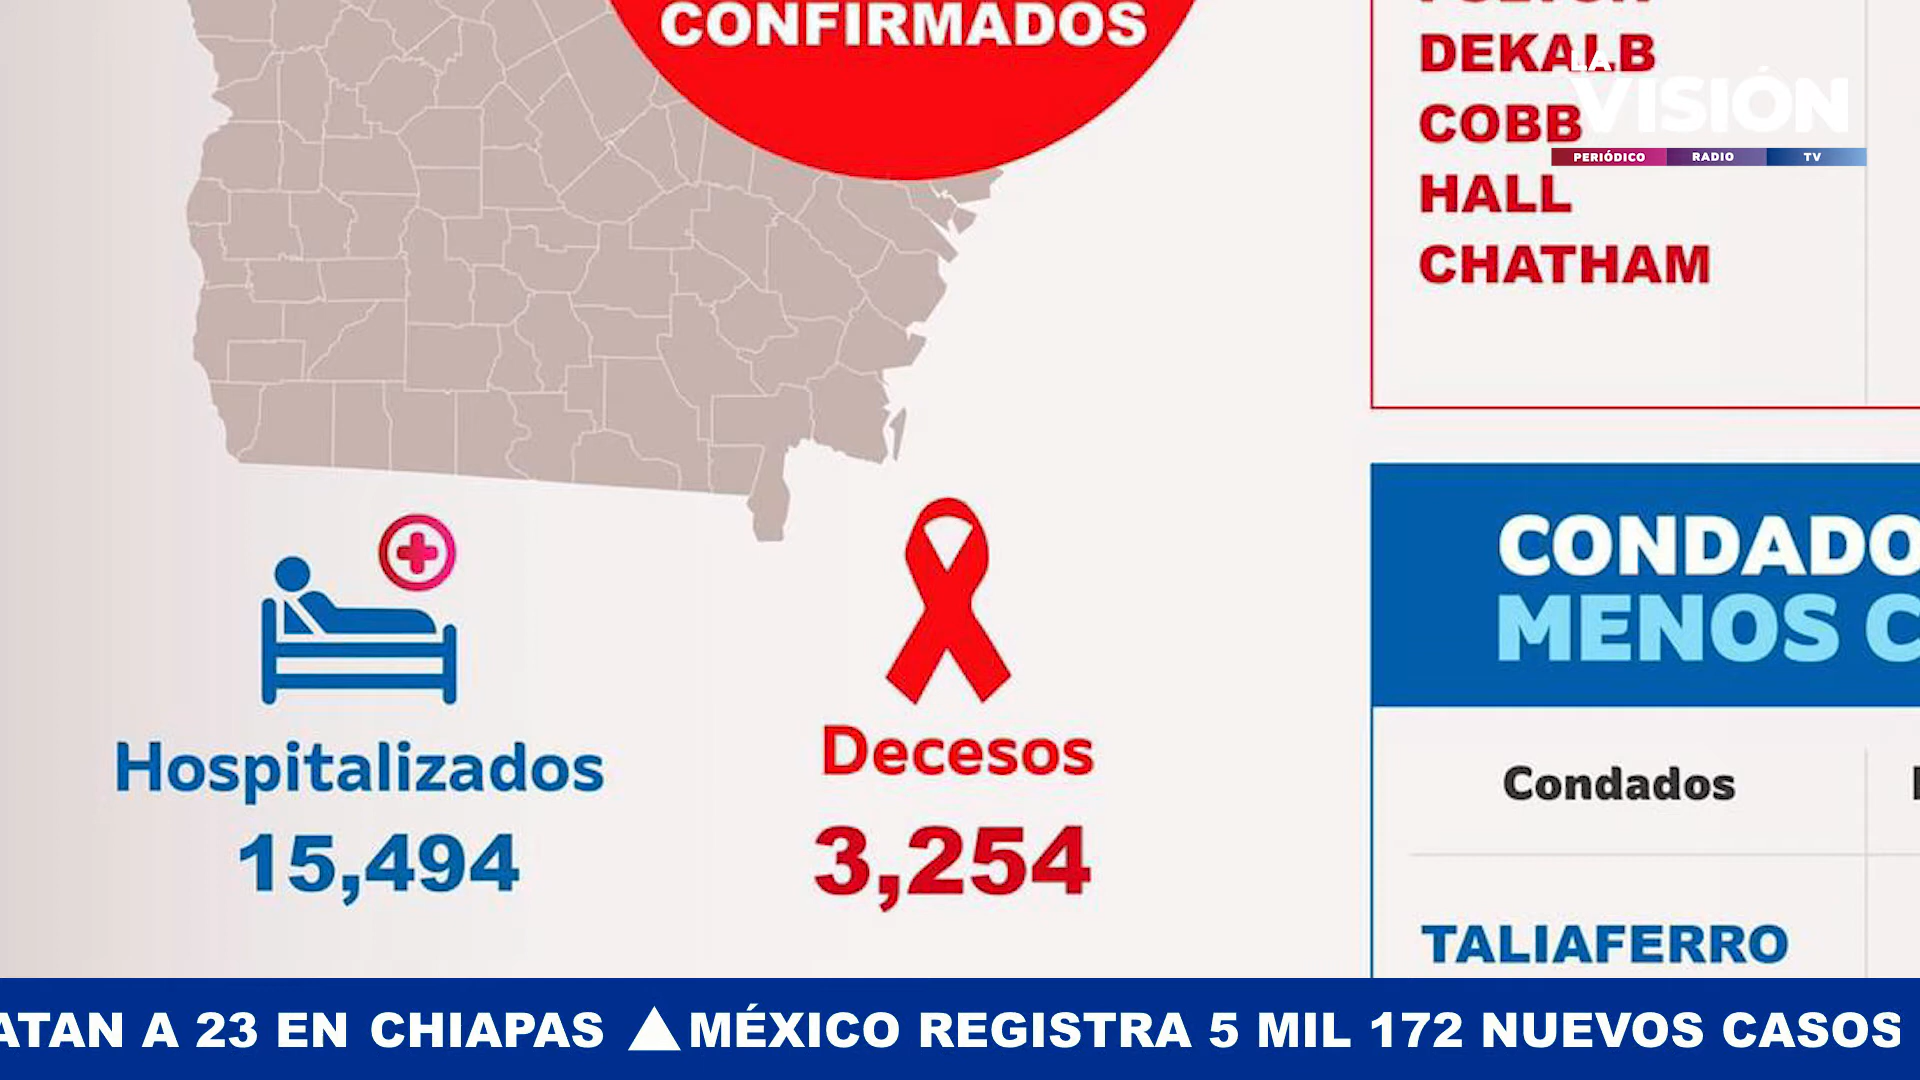 CONFIRMADOS
DEKALB
COBB
HALL
CHATHAM
LA
VISIÓN
PERIÓDICO RADIO TV
CONDADO
MENOS C
Condados
TALIAFERRO
Hospitalizados
15,494
Decesos
3,254
ATAN A 23 EN CHIAPAS ▲MÉXICO REGISTRA 5 MIL 172 NUEVOS CASOS